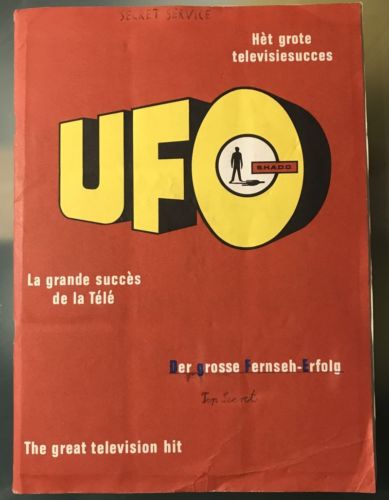 SECRET SERVICE
Hèt grote
televisiesucces
UFO
SHADO
La grande succès
de la Télé
Der grosse Fernseh-Erfolg
Top Secret
The great television hit